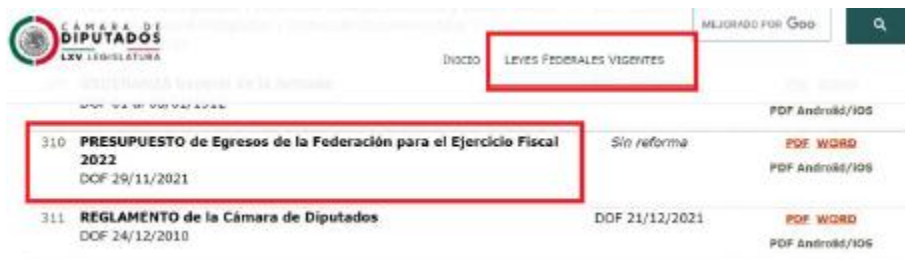 CÁMARA DE
DIPUTADOS
LXV LEGISLATURA
MEJORADO POR Goo
INICIO LEYES FEDERALES VIGENTES
PDF Android/iOS
310 PRESUPUESTO de Egresos de la Federación para el Ejercicio Fiscal Sin reforma PDF WORD
2022
DOF 29/11/2021 PDF Android/iOS
311 REGLAMENTO de la Cámara de Diputados DOF 21/12/2021 PDF WORD
DOF 24/12/2010 PDF Android/iOS